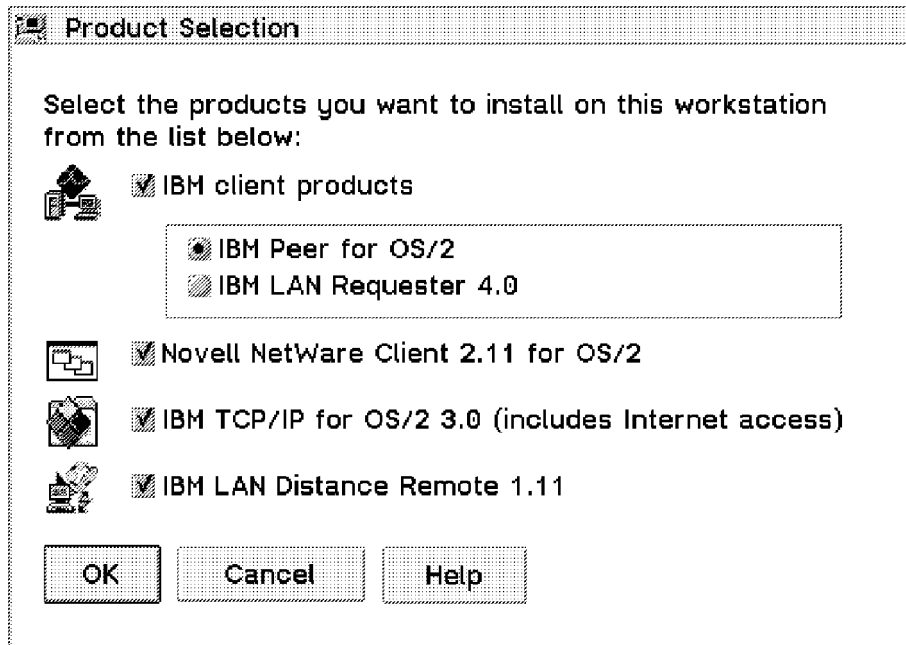 Product Selection
Select the products you want to install on this workstation
from the list below:
IBM client products
IBM Peer for OS/2
IBM LAN Requester 4.0
Novell NetWare Client 2.11 for OS/2
IBM TCP/IP for OS/2 3.0 (includes Internet access)
IBM LAN Distance Remote 1.11
OK Cancel Help